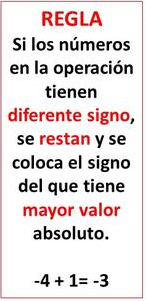 REGLA
Si los números
en la operación
tienen
diferente signo,
se restan y se
coloca el signo
del que tiene
mayor valor
absoluto.
-4 + 1= -3